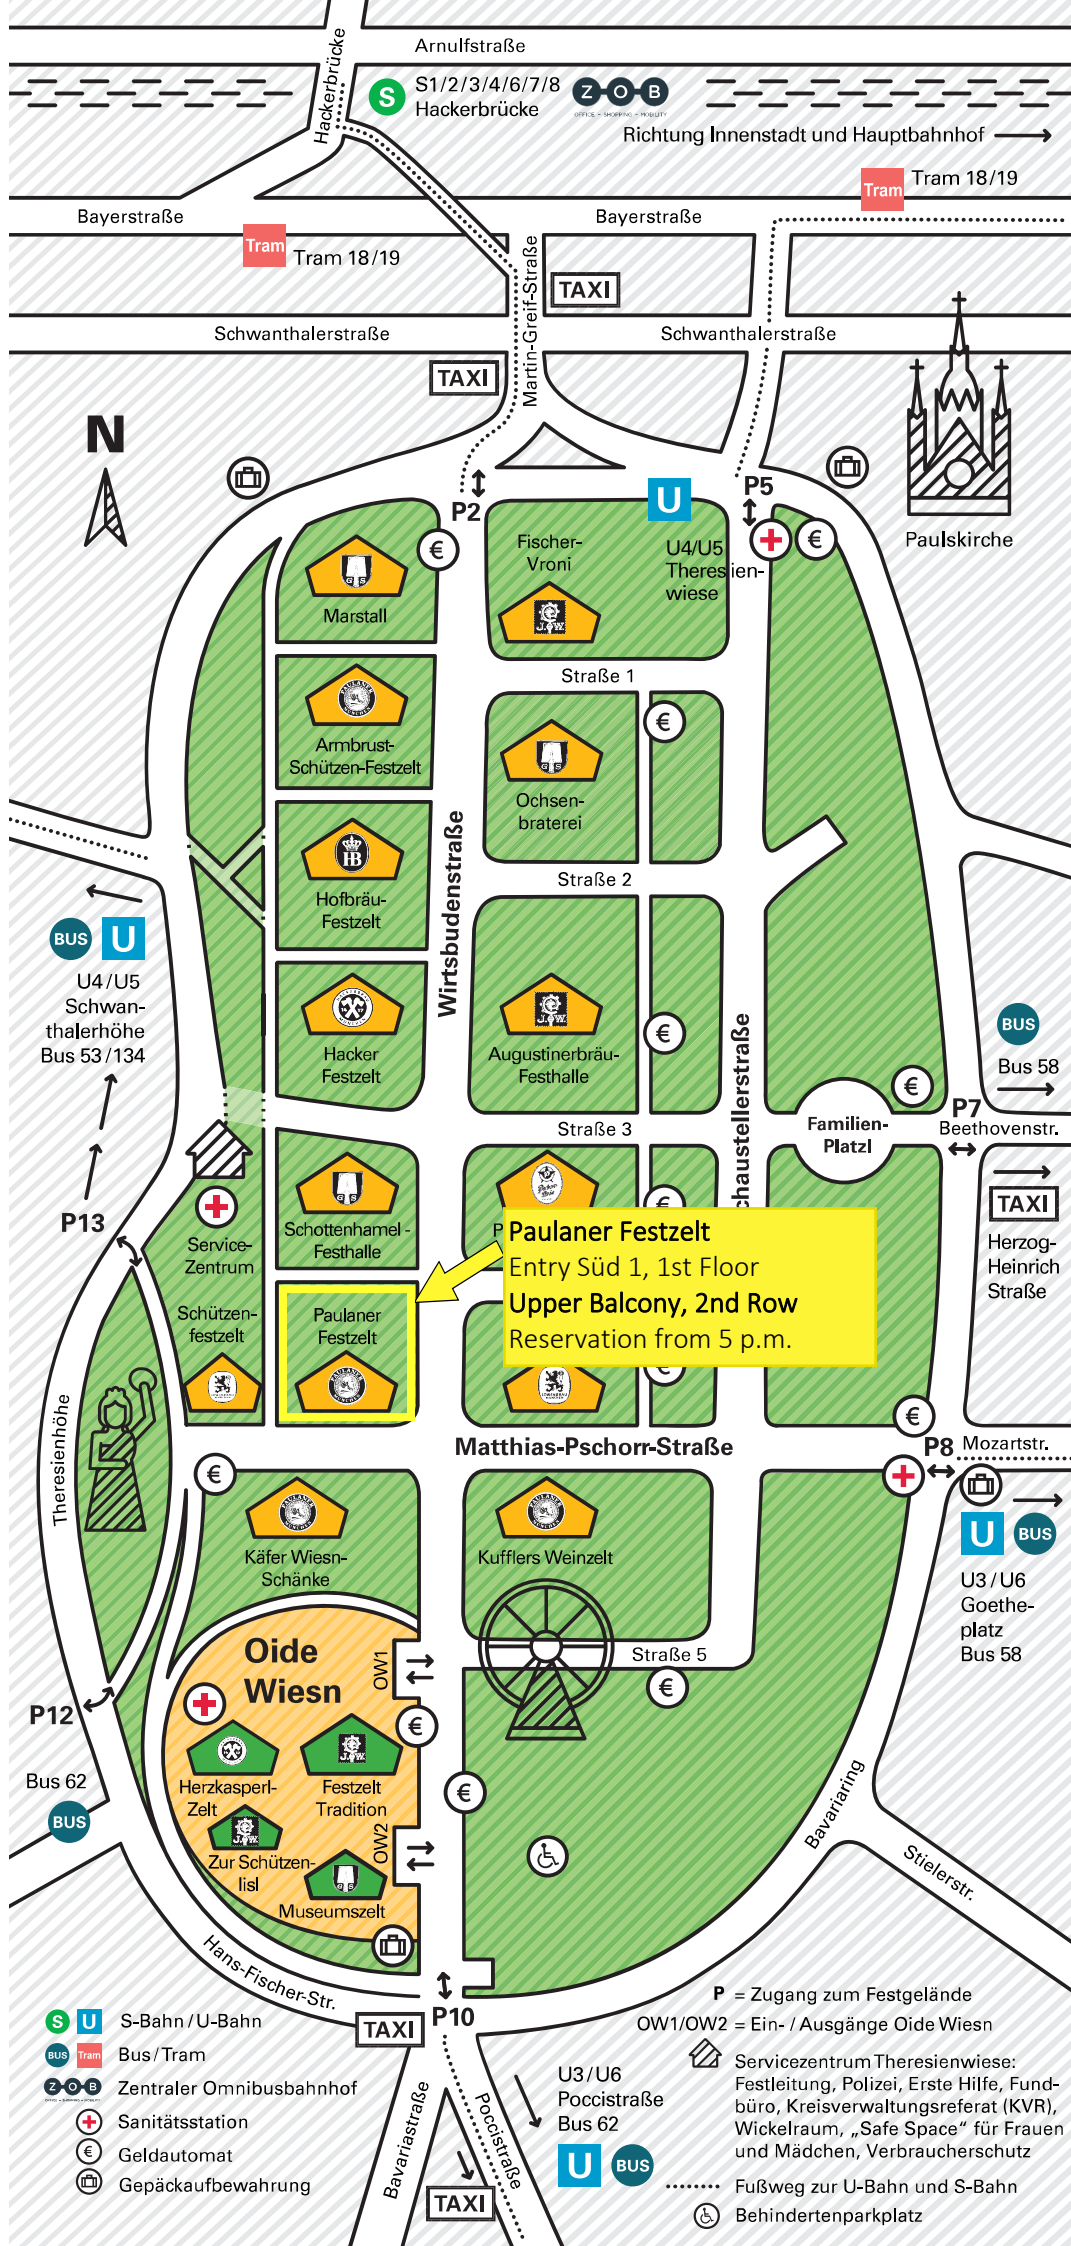 Arnulfstraße
Hackerbrücke
S
S1/2/3/4/6/7/8
Hackerbrücke
Z-O-B
OFFICE - SHOPPING - MOBILITY
Richtung Innenstadt und Hauptbahnhof
Tram
Tram 18/19
Bayerstraße
Bayerstraße
Tram
Tram 18/19
Martin-Greif-Straße
TAXI
Schwanthalerstraße
Schwanthalerstraße
TAXI
N
Paulskirche
P2
P5
U
U4/U5
Theresien-
wiese
€
€
Marstall
Fischer-
Vroni
Straße 1
Armbrust-
Schützen-Festzelt
Ochsen-
braterei
€
Wirtsbudenstraße
Hofbräu-
Festzelt
Straße 2
BUS
U
U4/U5
Schwan-
thalerhöhe
Bus 53/134
Hacker
Festzelt
Augustinerbräu-
Festhalle
€
chaustellerstraße
BUS
Bus 58
€
P7
Beethovenstr.
Familien-
Platzl
Straße 3
P13
Service-
Zentrum
Schottenhamel-
Festhalle
P
€
TAXI
Herzog-
Heinrich
Straße
Paulaner Festzelt
Entry Süd 1, 1st Floor
Upper Balcony, 2nd Row
Reservation from 5 p.m.
Schützen-
festzelt
Paulaner
Festzelt
€
€
Theresienhöhe
Matthias-Pschorr-Straße
P8
Mozartstr.
€
U
BUS
U3/U6
Goethe-
platz
Bus 58
Käfer Wiesn-
Schänke
Kufflers Weinzelt
Oide
Wiesn
OW1
Straße 5
€
€
€
P12
Bus 62
BUS
Herzkasperl-
Zelt
Festzelt
Tradition
Zur Schützen-
lisl
OW2
Museumszelt
Bavariaring
Stielerstr.
Hans-Fischer-Str.
P10
TAXI
Bavariastraße
Poccistraße
TAXI
U3/U6
Poccistraße
Bus 62
U
BUS
S
U
S-Bahn/U-Bahn
BUS
Tram
Bus/Tram
Z-O-B
Zentraler Omnibusbahnhof
Sanitätsstation
€
Geldautomat
Gepäckaufbewahrung
P = Zugang zum Festgelände
OW1/OW2 = Ein-/Ausgänge Oide Wiesn
Servicezentrum Theresienwiese:
Festleitung, Polizei, Erste Hilfe, Fund-
büro, Kreisverwaltungsreferat (KVR),
Wickelraum, „Safe Space“ für Frauen
und Mädchen, Verbraucherschutz
Fußweg zur U-Bahn und S-Bahn
Behindertenparkplatz